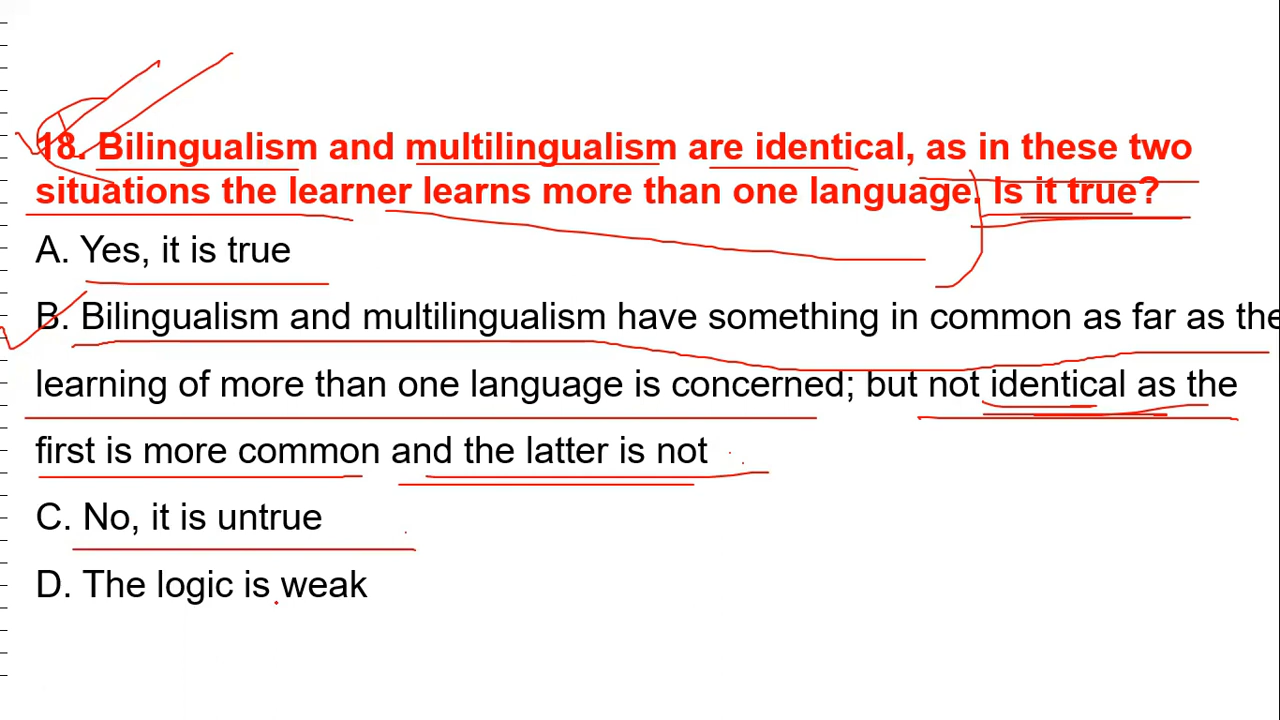 18. Bilingualism and multilingualism are identical, as in these two
situations the learner learns more than one language. Is it true?
A. Yes, it is true
B. Bilingualism and multilingualism have something in common as far as the
learning of more than one language is concerned; but not identical as the
first is more common and the latter is not
C. No, it is untrue
D. The logic is weak